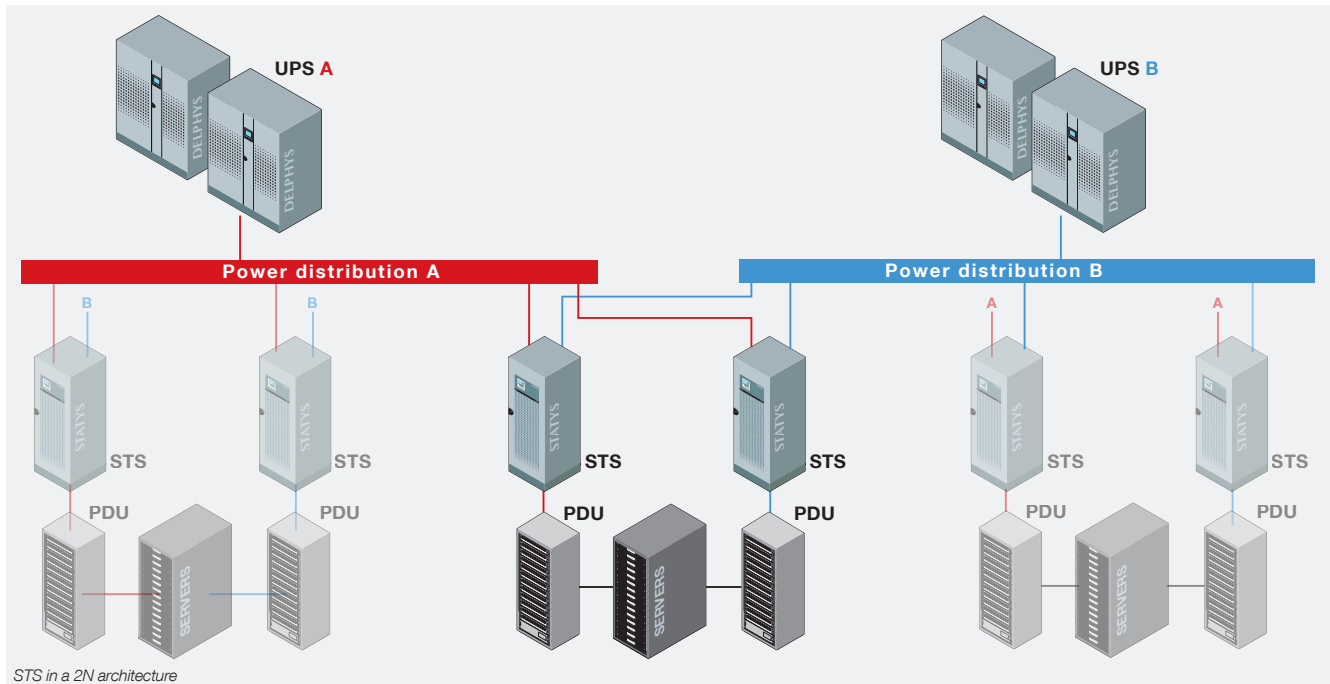 UPS A
UPS B
DELPHYS
DELPHYS
DELPHYS
DELPHYS
Power distribution A
Power distribution B
B
B
A
A
STATYS
STATYS
STATYS
STATYS
STATYS
STATYS
STS
STS
STS
STS
STS
STS
PDU
PDU
PDU
PDU
PDU
PDU
SERVERS
SERVERS
SERVERS
STS in a 2N architecture